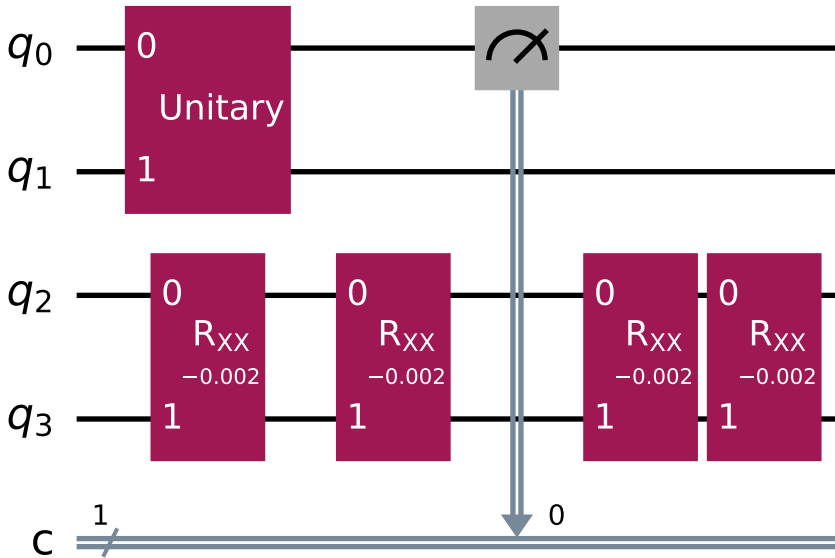 q0 0 Unitary
q1 1
q2 0 0 0 0
RXX RXX RXX RXX
−0.002 −0.002 −0.002 −0.002
q3 1 1 1 1
1 0
c